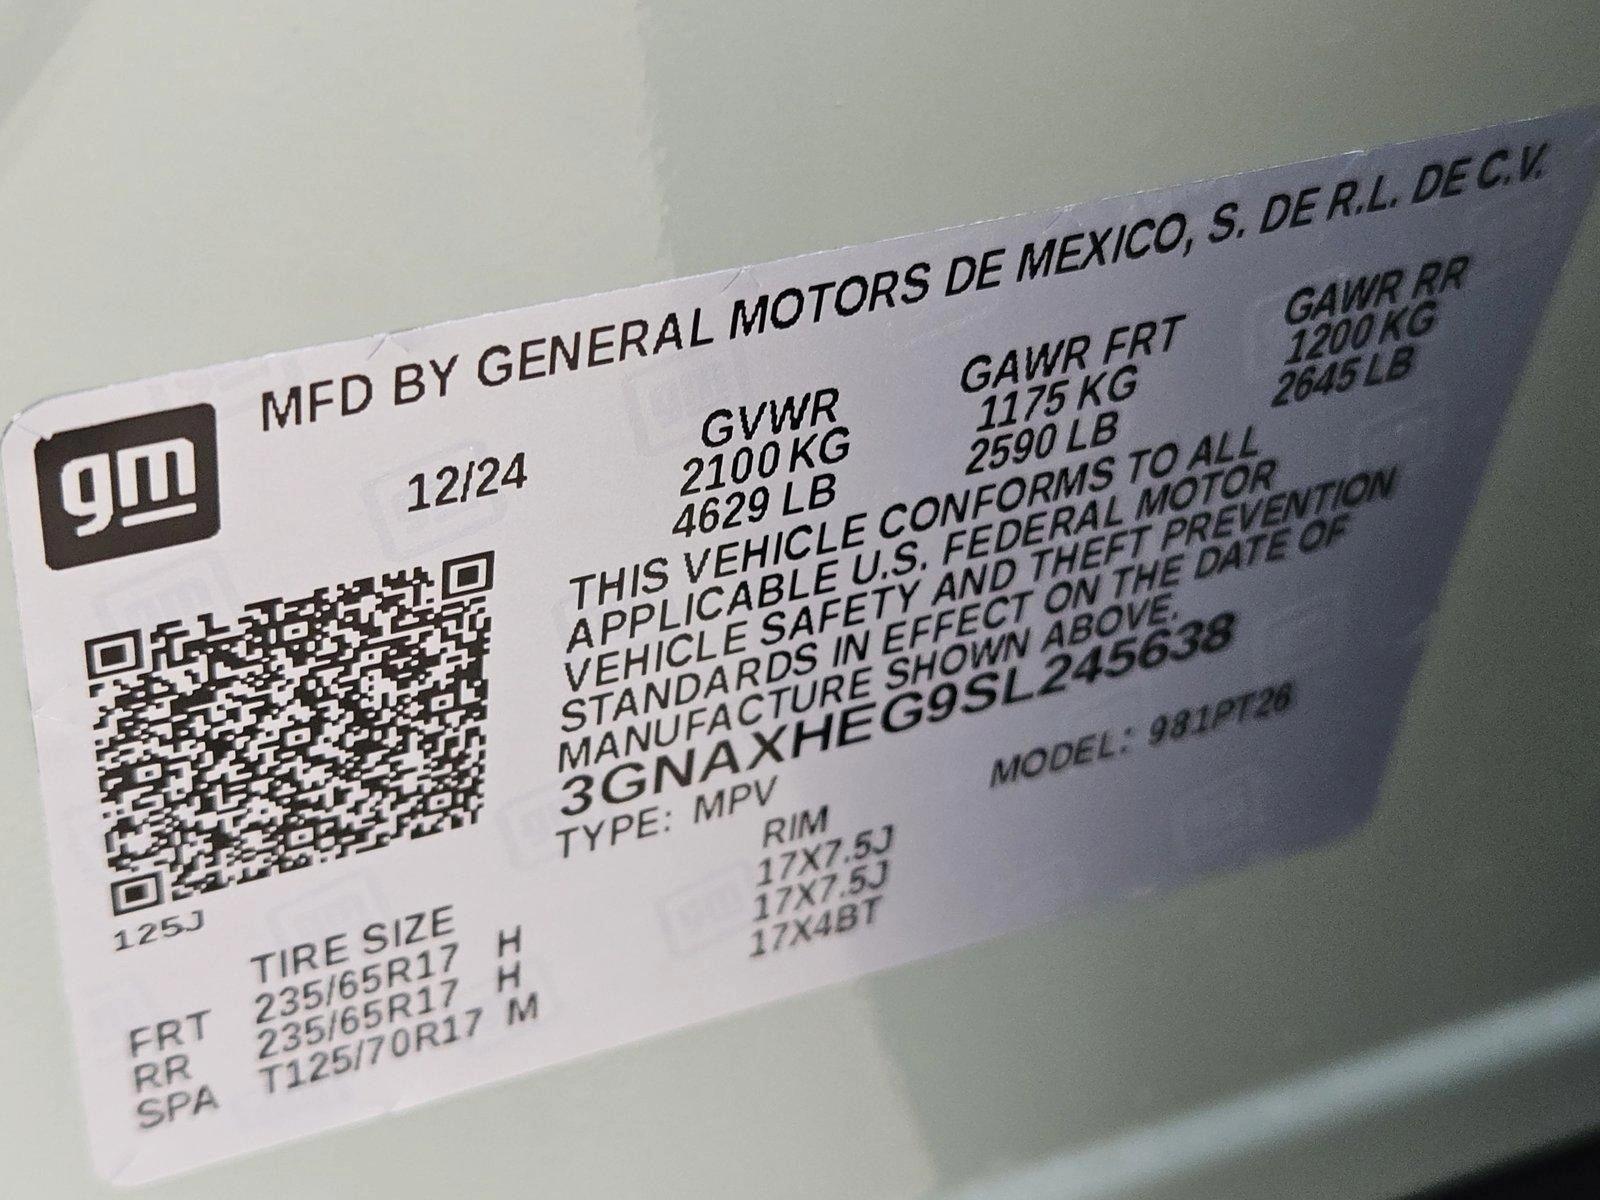 MFD BY GENERAL MOTORS DE MEXICO, S. DE R.L. DE C.V.
gm
12/24
GVWR GAWR FRT GAWR RR
2100 KG 1175 KG 1200 KG
4629 LB 2590 LB 2645 LB
THIS VEHICLE CONFORMS TO ALL
APPLICABLE U.S. FEDERAL MOTOR
VEHICLE SAFETY AND THEFT PREVENTION
STANDARDS IN EFFECT ON THE DATE OF
MANUFACTURE SHOWN ABOVE.
3GNAXHEG9SL245638
TYPE: MPV MODEL: 981PT26
125J
TIRE SIZE RIM
FRT 235/65R17 H 17X7.5J
RR 235/65R17 H 17X7.5J
SPA T125/70R17 M 17X4BT